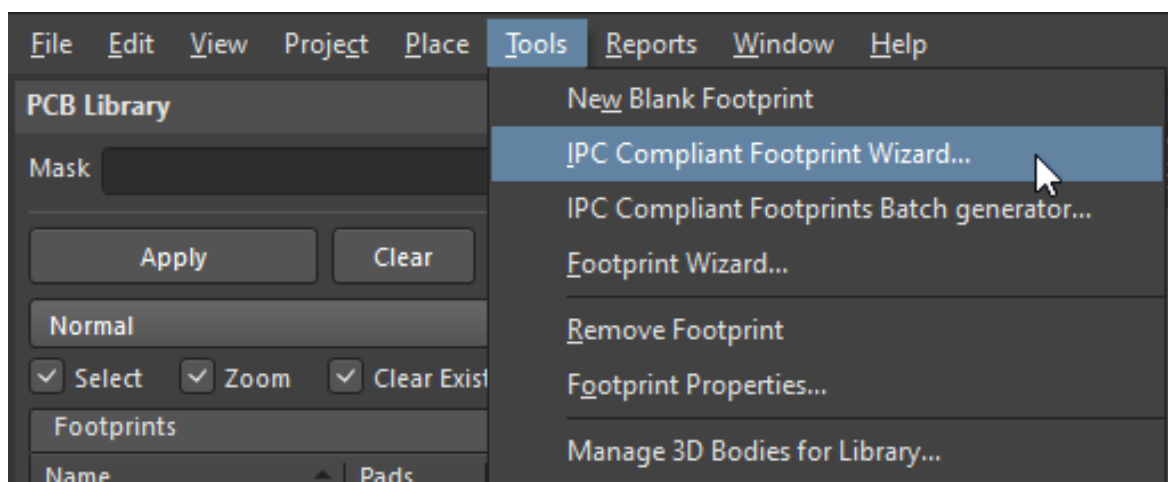 File Edit View Project Place Tools Reports Window Help
PCB Library
Mask
Apply Clear
Normal
Select Zoom Clear Exist
Footprints
Name Pads
New Blank Footprint
IPC Compliant Footprint Wizard...
IPC Compliant Footprints Batch generator...
Footprint Wizard...
Remove Footprint
Footprint Properties...
Manage 3D Bodies for Library...